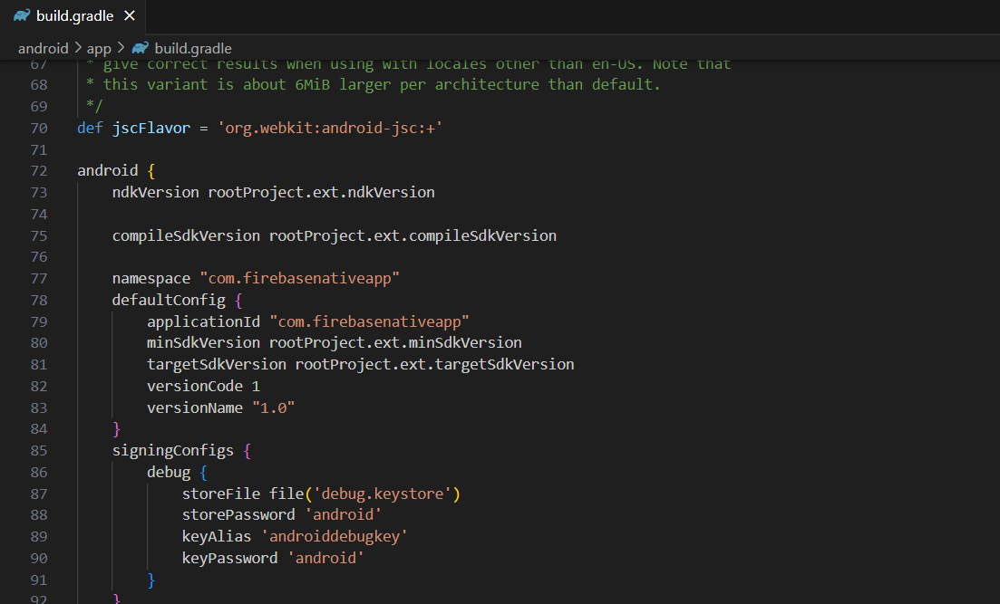 build.gradle
android > app > build.gradle
67 * give correct results when using with locales other than en-US. Note that
68 * this variant is about 6MiB larger per architecture than default.
69 */
70 def jscFlavor = 'org.webkit:android-jsc:+'
71
72 android {
73 ndkVersion rootProject.ext.ndkVersion
74
75 compileSdkVersion rootProject.ext.compileSdkVersion
76
77 namespace "com.firebasenativeapp"
78 defaultConfig {
79 applicationId "com.firebasenativeapp"
80 minSdkVersion rootProject.ext.minSdkVersion
81 targetSdkVersion rootProject.ext.targetSdkVersion
82 versionCode 1
83 versionName "1.0"
84 }
85 signingConfigs {
86 debug {
87 storeFile file('debug.keystore')
88 storePassword 'android'
89 keyAlias 'androiddebugkey'
90 keyPassword 'android'
91 }
92 }